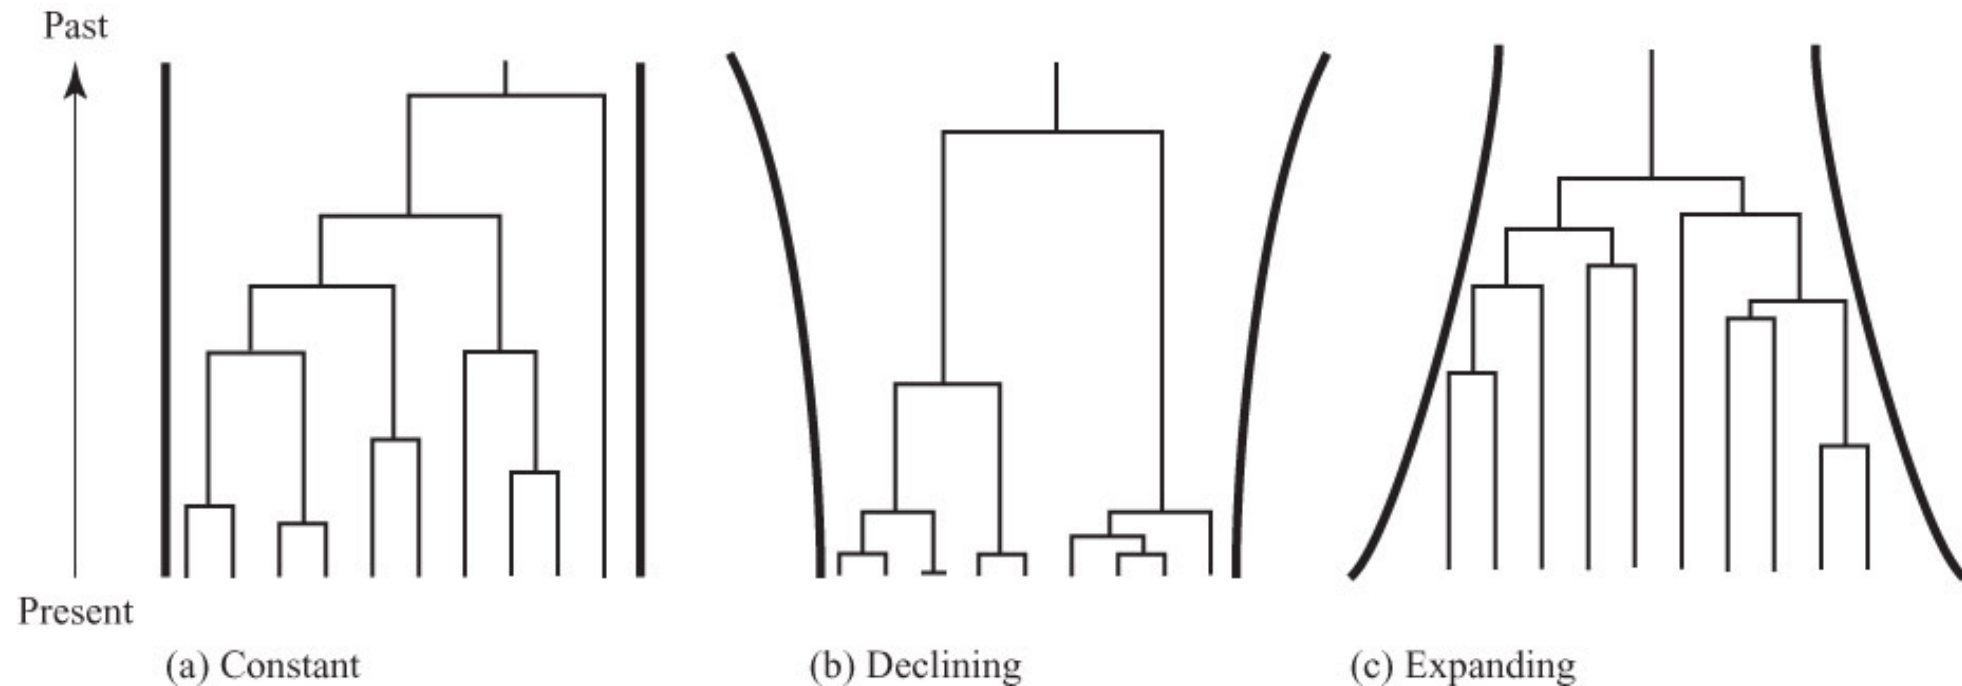 Past
Present
(a) Constant
(b) Declining
(c) Expanding